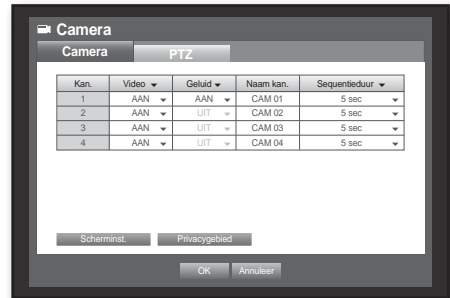 Camera
Camera PTZ
Kan. Video Geluid Naam kan. Sequentieduur
1 AAN AAN CAM 01 5 sec
2 AAN UIT CAM 02 5 sec
3 AAN UIT CAM 03 5 sec
4 AAN UIT CAM 04 5 sec
Scherminst. Privacygebied
OK Annuleer